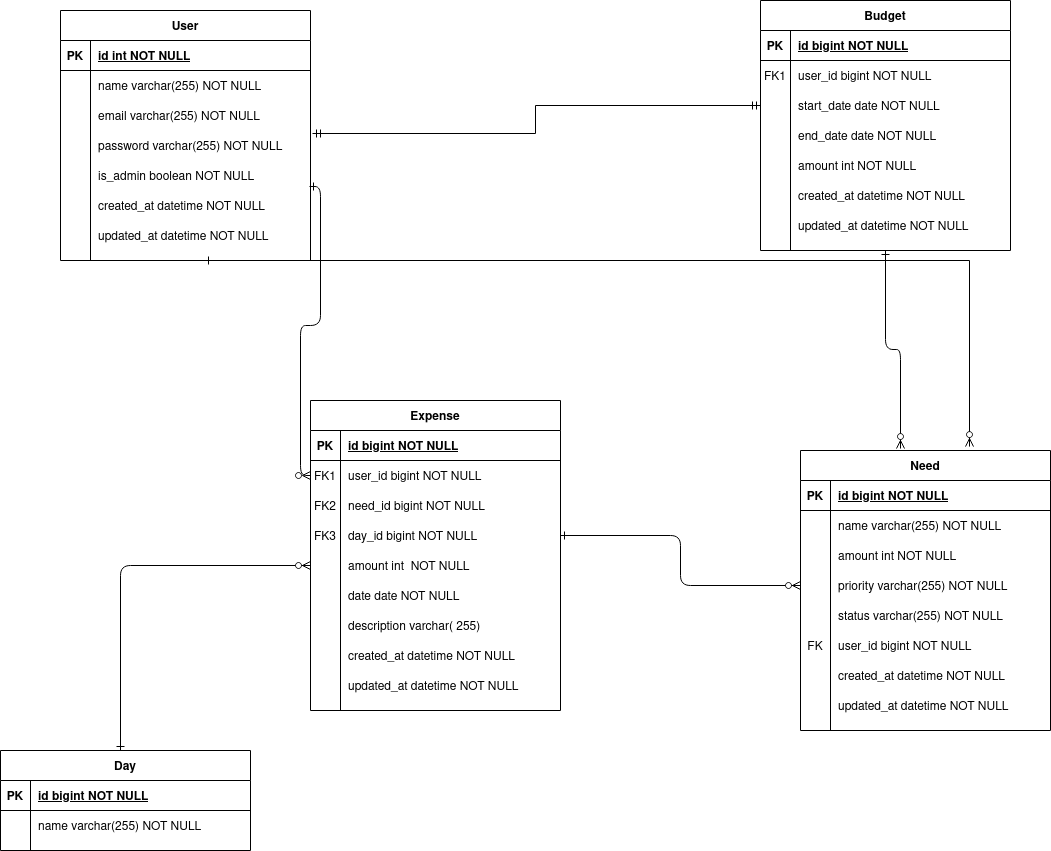 User
PK id int NOT NULL
name varchar(255) NOT NULL
email varchar(255) NOT NULL
password varchar(255) NOT NULL
is_admin boolean NOT NULL
created_at datetime NOT NULL
updated_at datetime NOT NULL
Budget
PK id bigint NOT NULL
FK1 user_id bigint NOT NULL
start_date date NOT NULL
end_date date NOT NULL
amount int NOT NULL
created_at datetime NOT NULL
updated_at datetime NOT NULL
Expense
PK id bigint NOT NULL
FK1 user_id bigint NOT NULL
FK2 need_id bigint NOT NULL
FK3 day_id bigint NOT NULL
amount int  NOT NULL
date date NOT NULL
description varchar( 255)
created_at datetime NOT NULL
updated_at datetime NOT NULL
Need
PK id bigint NOT NULL
name varchar(255) NOT NULL
amount int NOT NULL
priority varchar(255) NOT NULL
status varchar(255) NOT NULL
FK user_id bigint NOT NULL
created_at datetime NOT NULL
updated_at datetime NOT NULL
Day
PK id bigint NOT NULL
name varchar(255) NOT NULL